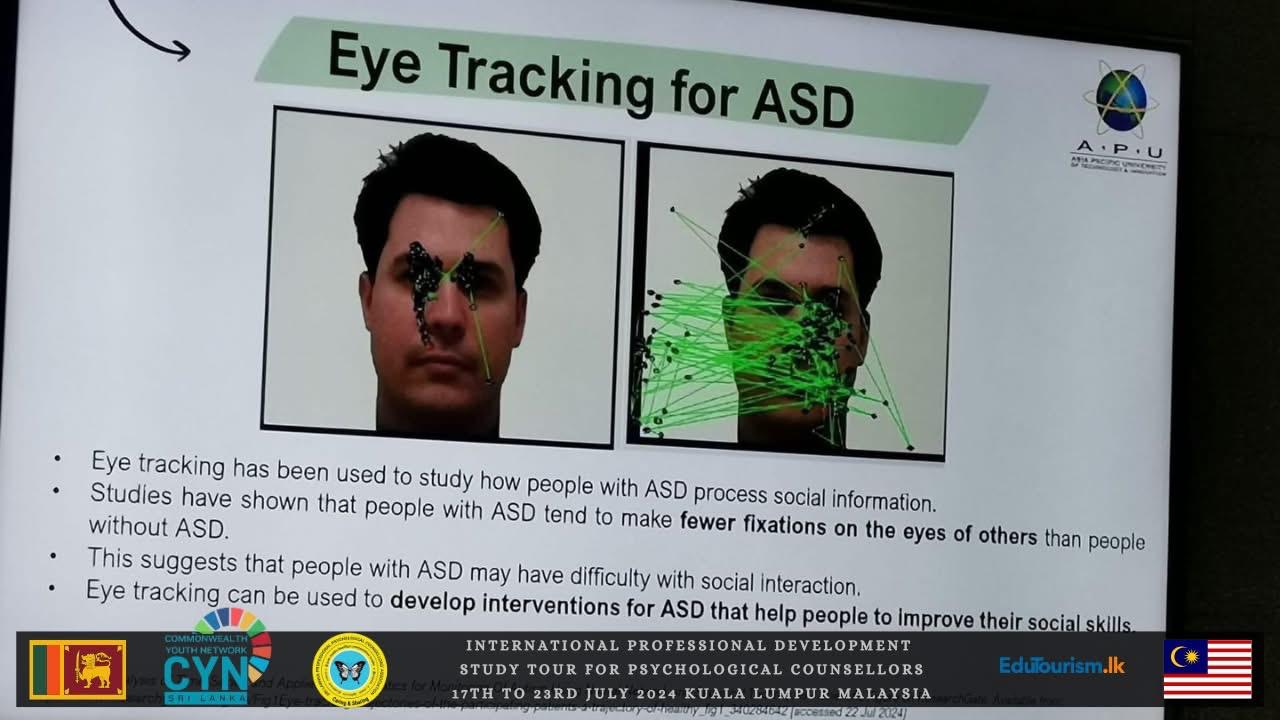 Eye Tracking for ASD
A·P·U
ASIA PACIFIC UNIVERSITY
OF TECHNOLOGY & INNOVATION
• Eye tracking has been used to study how people with ASD process social information.
• Studies have shown that people with ASD tend to make fewer fixations on the eyes of others than people
without ASD.
• This suggests that people with ASD may have difficulty with social interaction.
• Eye tracking can be used to develop interventions for ASD that help people to improve their social skills.
COMMONWEALTH
YOUTH NETWORK
CYN
SRI LANKA
Caring & Sharing
INTERNATIONAL PROFESSIONAL DEVELOPMENT
STUDY TOUR FOR PSYCHOLOGICAL COUNSELLORS
17TH TO 23RD JULY 2024 KUALA LUMPUR MALAYSIA
EduTourism.lk
[accessed 22 Jul 2024]